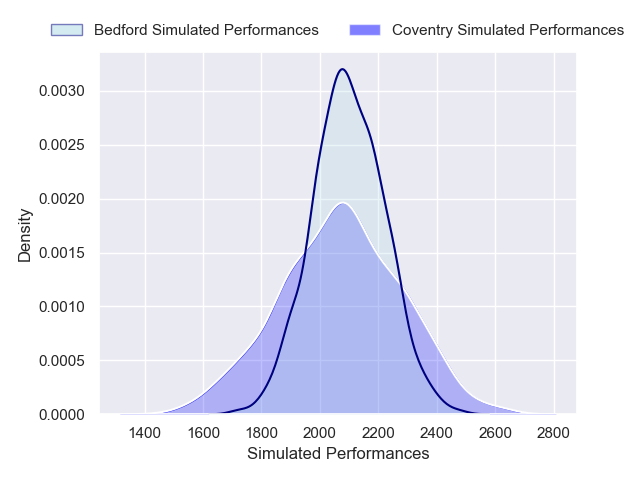 Bedford Simulated Performances
Coventry Simulated Performances
0.0030
0.0025
0.0020
0.0015
0.0010
0.0005
0.0000
Density
1400 1600 1800 2000 2200 2400 2600 2800
Simulated Performances